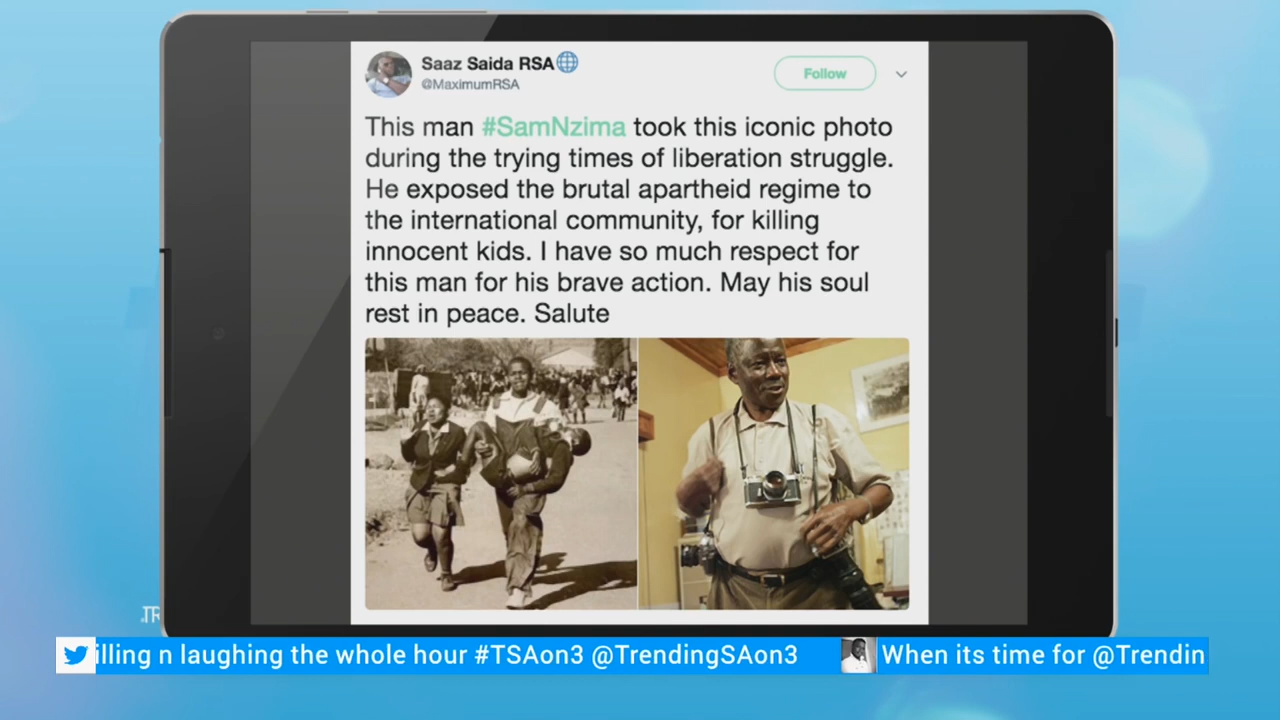 Saaz Saida RSA
@MaximumRSA
Follow
This man #SamNzima took this iconic photo
during the trying times of liberation struggle.
He exposed the brutal apartheid regime to
the international community, for killing
innocent kids. I have so much respect for
this man for his brave action. May his soul
rest in peace. Salute
illing n laughing the whole hour #TSAon3 @TrendingSAon3
When its time for @Trendin